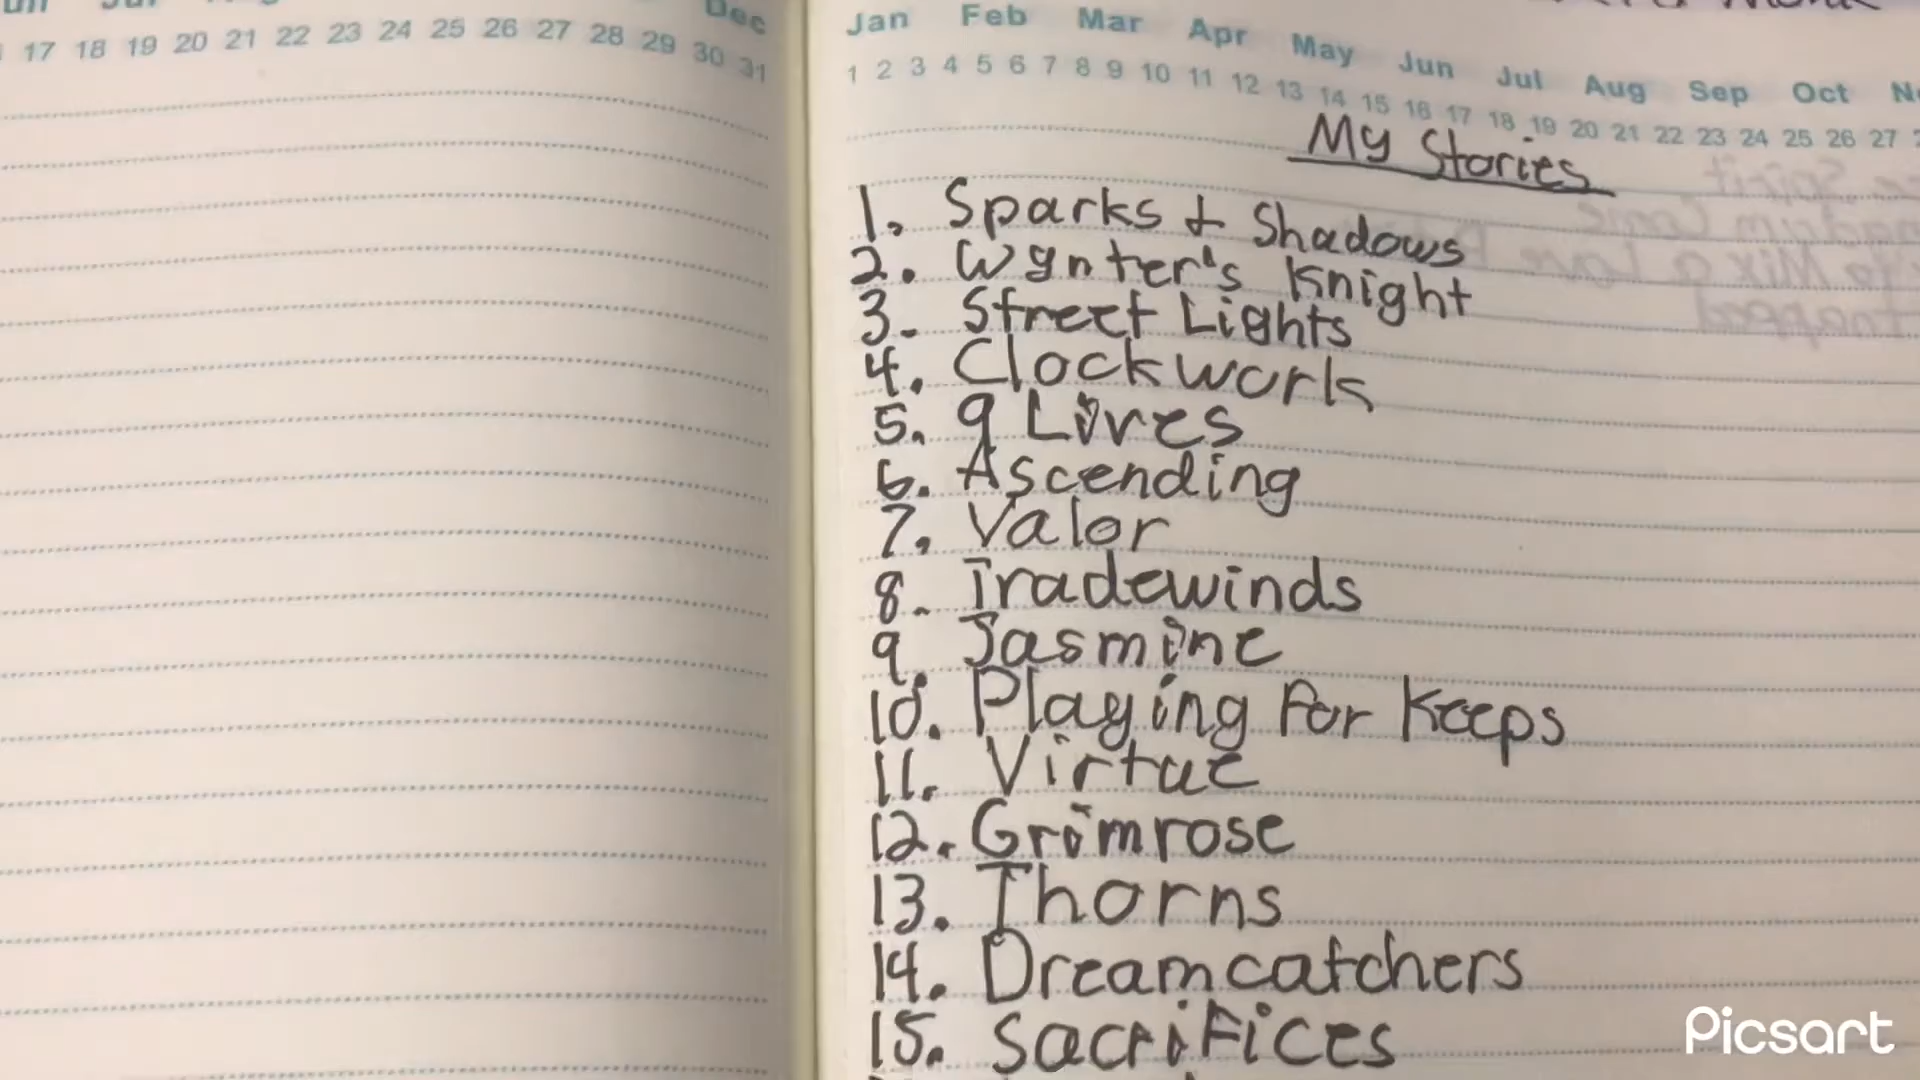 Dec
17 18 19 20 21 22 23 24 25 26 27 28 29 30 31
Jan Feb Mar Apr May Jun Jul Aug Sep Oct
1 2 3 4 5 6 7 8 9 10 11 12 13 14 15 16 17 18 19 20 21 22 23 24 25 26 27
My Stories
1. Sparks & Shadows
2. Wynter's Knight
3. Street Lights
4. Clockwork
5. 9 Lives
6. Ascending
7. Valor
8. Tradewinds
9. Jasmine
10. Playing For Keeps
11. Virtue
12. Grimrose
13. Thorns
14. Dreamcatchers
15. Sacrifices
Picsart